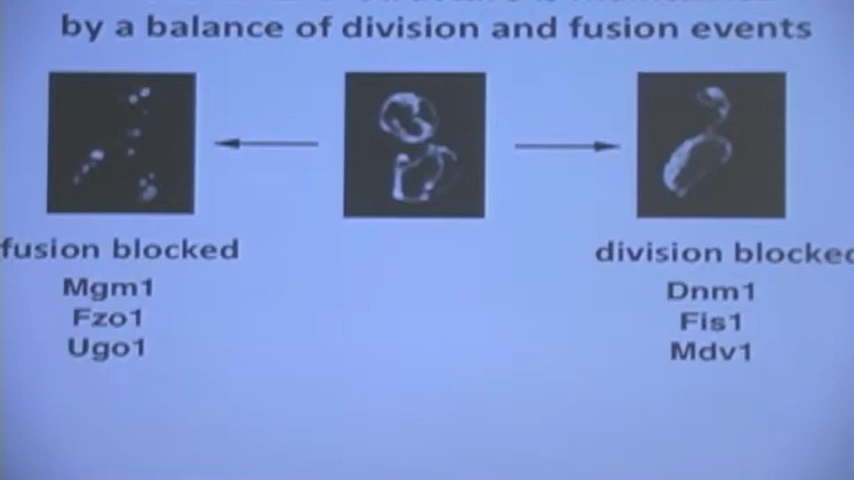 by a balance of division and fusion events
fusion blocked
Mgm1
Fzo1
Ugo1
division blocked
Dnm1
Fis1
Mdv1